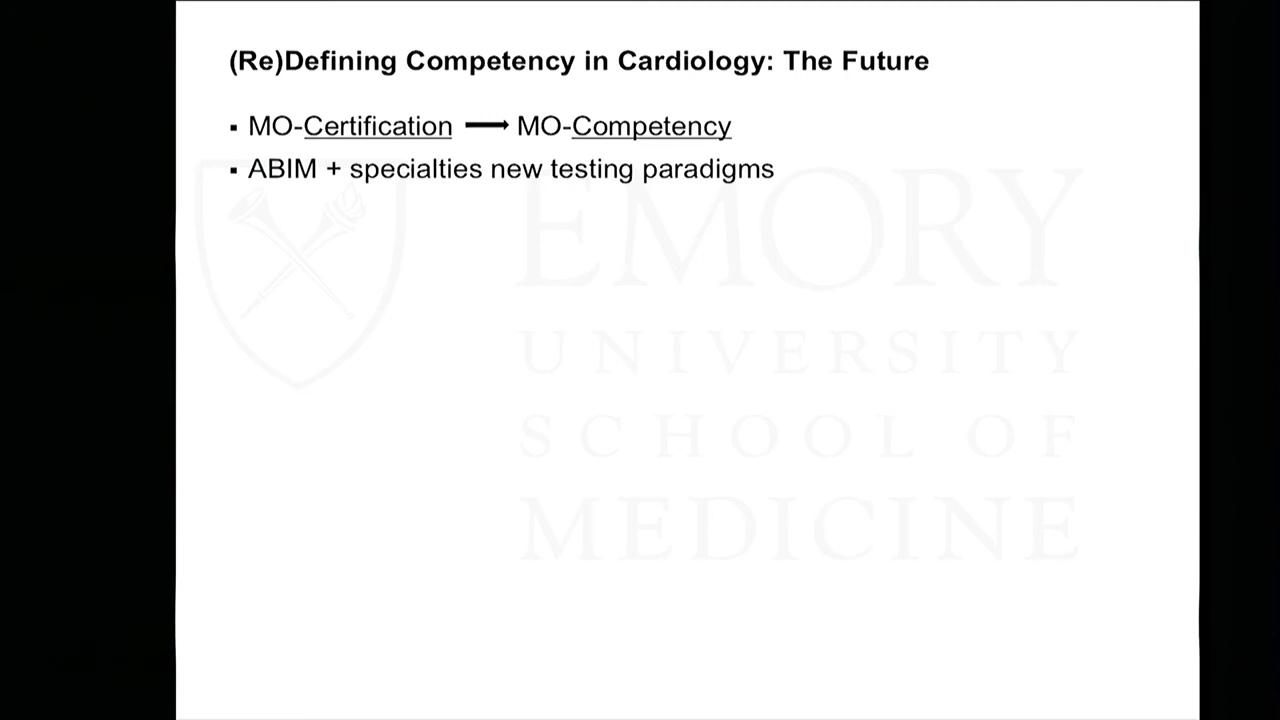 (Re)Defining Competency in Cardiology: The Future
▪ MO-Certification ⟶ MO-Competency
▪ ABIM + specialties new testing paradigms
EMORY
UNIVERSITY
SCHOOL OF
MEDICINE